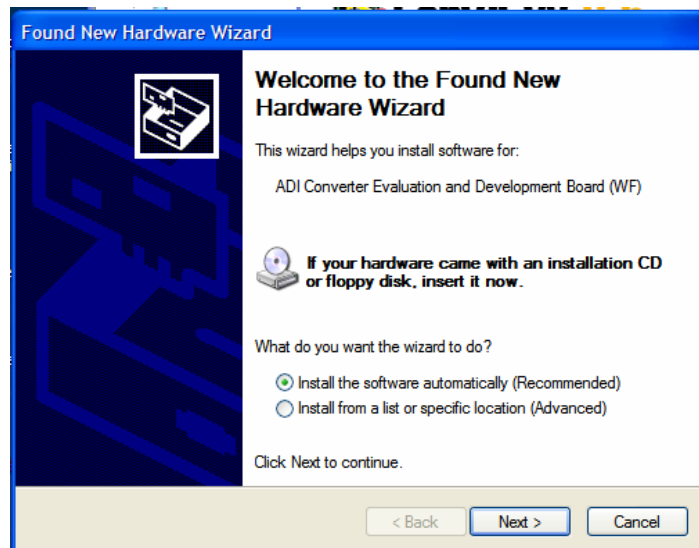 Found New Hardware Wizard
Welcome to the Found New
Hardware Wizard
This wizard helps you install software for:
ADI Converter Evaluation and Development Board (WF)
If your hardware came with an installation CD
or floppy disk, insert it now.
What do you want the wizard to do?
Install the software automatically (Recommended)
Install from a list or specific location (Advanced)
Click Next to continue.
< Back Next > Cancel